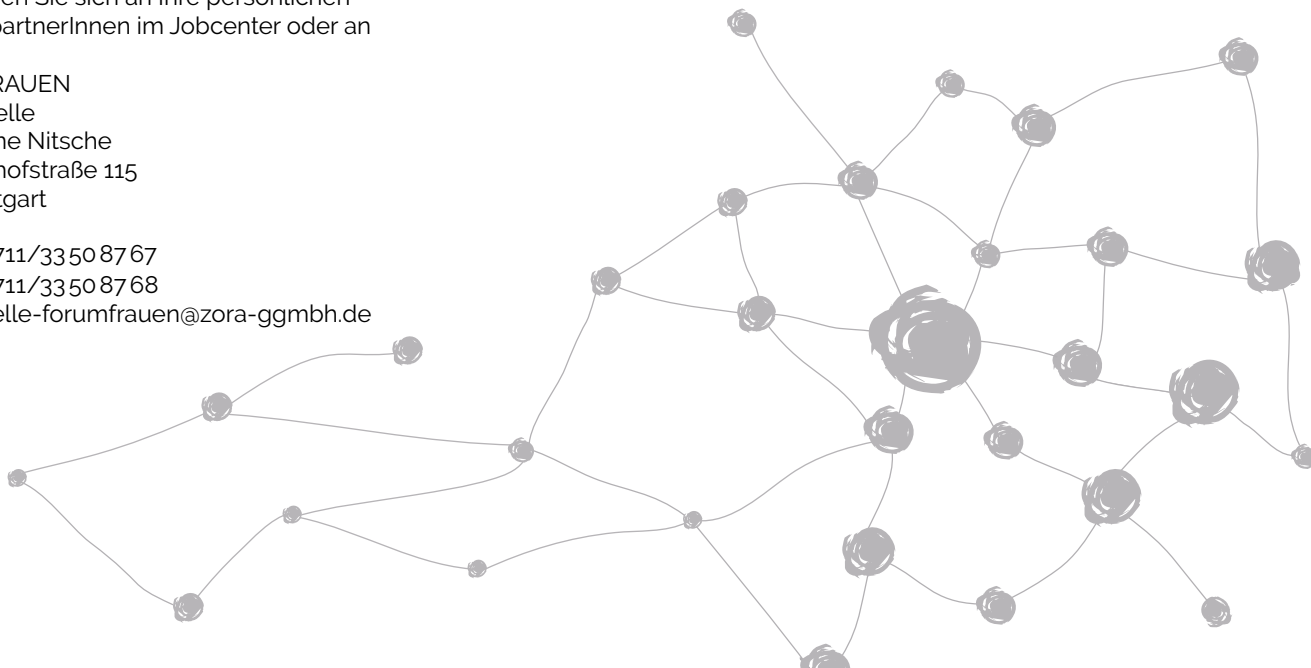 en Sie sich an Ihre persönlichen
partnerInnen im Jobcenter oder an
RAUEN
elle
ne Nitsche
hofstraße 115
tgart
711/33 50 87 67
711/33 50 87 68
elle-forumfrauen@zora-ggmbh.de